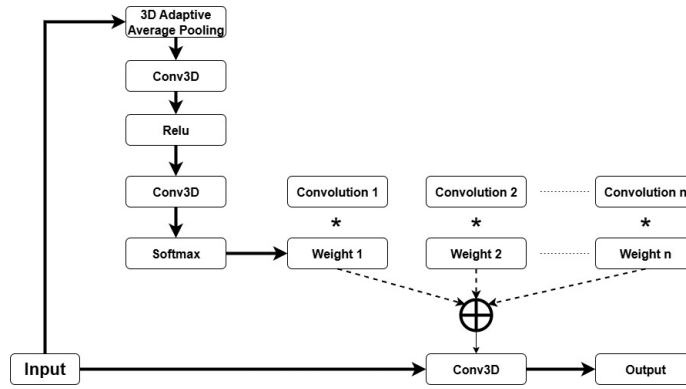 3D Adaptive
Average Pooling
Conv3D
Relu
Conv3D
Convolution 1
Convolution 2
Convolution n
*
*
*
Softmax
Weight 1
Weight 2
Weight n
Input
Conv3D
Output